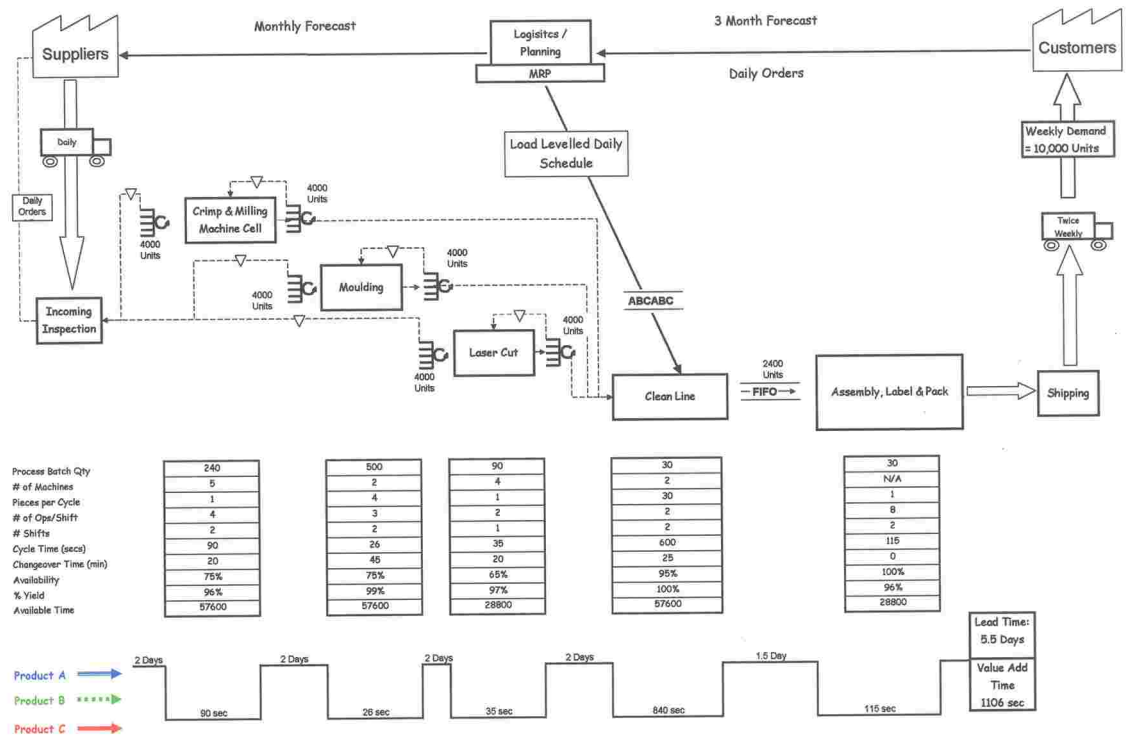 Monthly Forecast
3 Month Forecast
Suppliers
Logisitcs /
Planning
MRP
Customers
Daily Orders
Daily
Load Levelled Daily
Schedule
Weekly Demand
= 10,000 Units
Daily
Orders
4000
Units
Crimp & Milling
Machine Cell
4000
Units
Twice
Weekly
4000
Units
Moulding
4000
Units
Incoming
Inspection
ABCABC
4000
Units
Laser Cut
4000
Units
Clean Line
2400
Units
FIFO
Assembly, Label & Pack
Shipping
Process Batch Qty 240 500 90 30 30
# of Machines 5 2 4 2 N/A
Pieces per Cycle 1 4 1 30 1
# of Ops/Shift 4 3 2 2 8
# Shifts 2 2 1 2 2
Cycle Time (secs) 90 26 35 600 115
Changeover Time (min) 20 45 20 25 0
Availability 75% 75% 65% 95% 100%
% Yield 96% 99% 97% 100% 96%
Available Time 57600 57600 28800 57600 28800
Lead Time:
5.5 Days
2 Days 2 Days 2 Days 2 Days 1.5 Day
Value Add
Time
1106 sec
90 sec 26 sec 35 sec 840 sec 115 sec
Product A
Product B
Product C